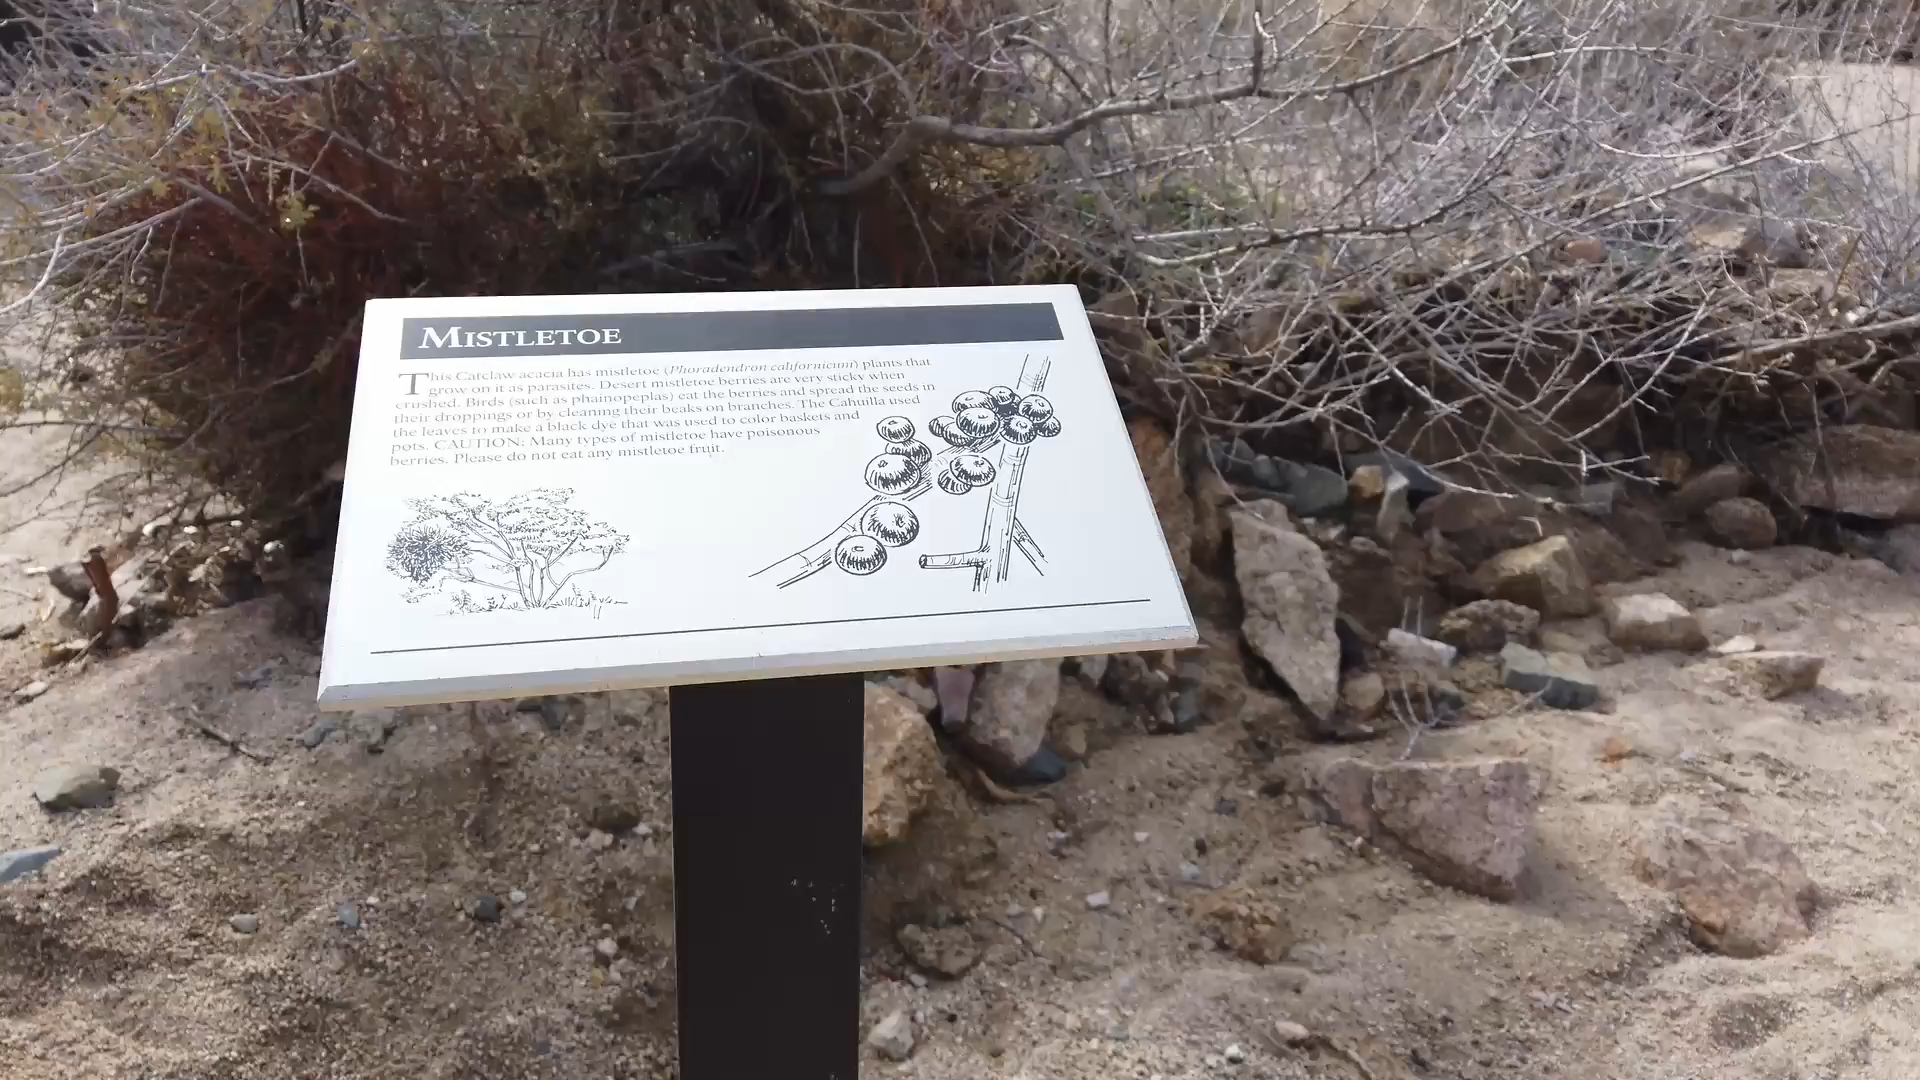 MISTLETOE
This Catclaw acacia has mistletoe (Phoradendron californicum) plants that
grow on it as parasites. Desert mistletoe berries are very sticky when
crushed. Birds (such as phainopeplas) eat the berries and spread the seeds in
their droppings or by cleaning their beaks on branches. The Cahuilla used
the leaves to make a black dye that was used to color baskets and
pots. CAUTION: Many types of mistletoe have poisonous
berries. Please do not eat any mistletoe fruit.